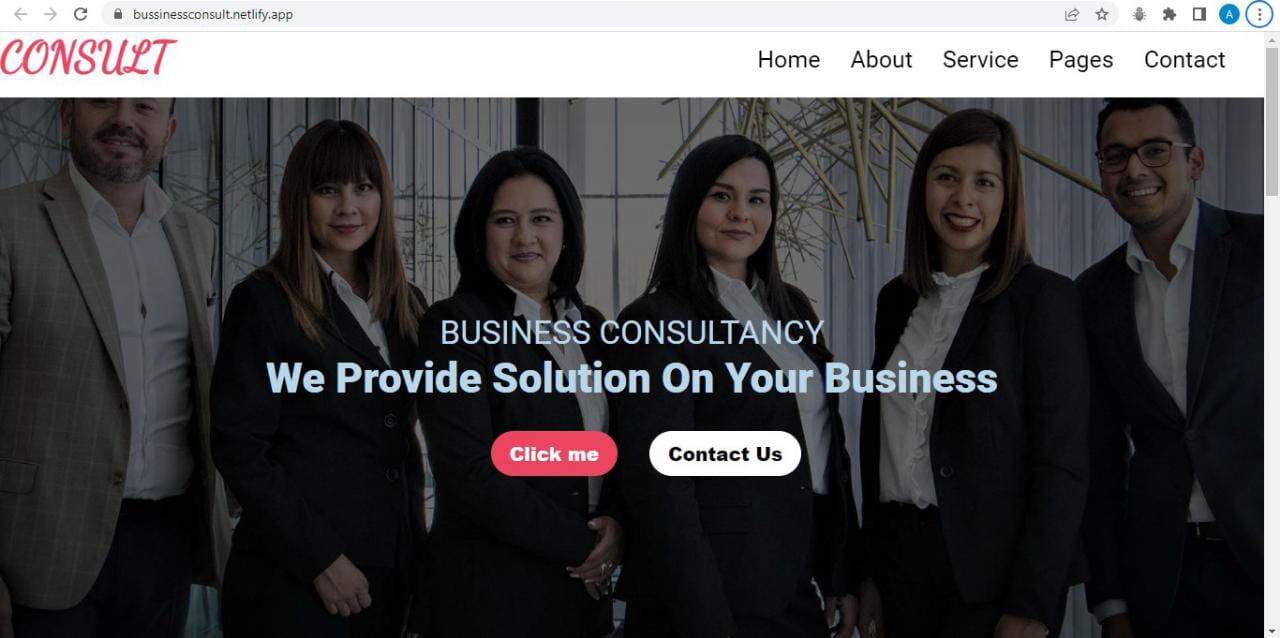 bussinessconsult.netlify.app
A
CONSULT
Home About Service Pages Contact
BUSINESS CONSULTANCY
We Provide Solution On Your Business
Click me Contact Us